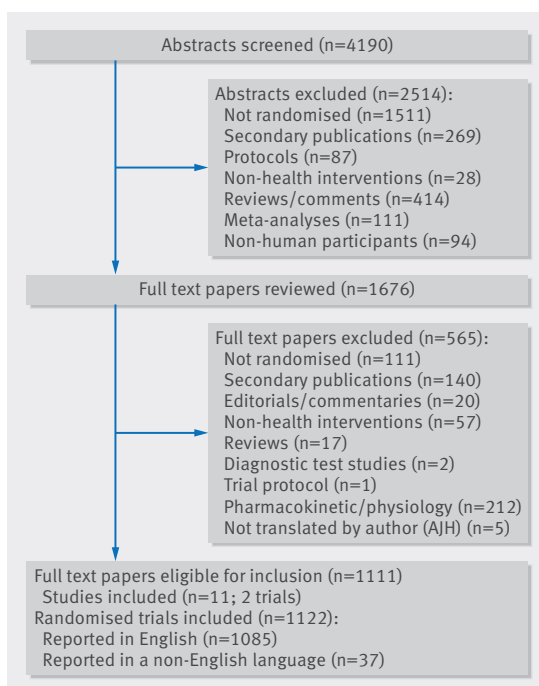 Abstracts screened (n=4190)
Abstracts excluded (n=2514):
Not randomised (n=1511)
Secondary publications (n=269)
Protocols (n=87)
Non-health interventions (n=28)
Reviews/comments (n=414)
Meta-analyses (n=111)
Non-human participants (n=94)
Full text papers reviewed (n=1676)
Full text papers excluded (n=565):
Not randomised (n=111)
Secondary publications (n=140)
Editorials/commentaries (n=20)
Non-health interventions (n=57)
Reviews (n=17)
Diagnostic test studies (n=2)
Trial protocol (n=1)
Pharmacokinetic/physiology (n=212)
Not translated by author (AJH) (n=5)
Full text papers eligible for inclusion (n=1111)
Studies included (n=11; 2 trials)
Randomised trials included (n=1122):
Reported in English (n=1085)
Reported in a non-English language (n=37)